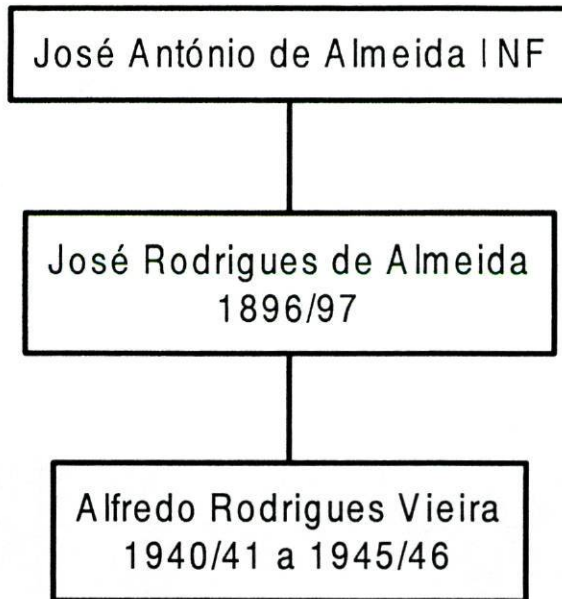 José António de Almeida INF
José Rodrigues de Almeida
1896/97
Alfredo Rodrigues Vieira
1940/41 a 1945/46